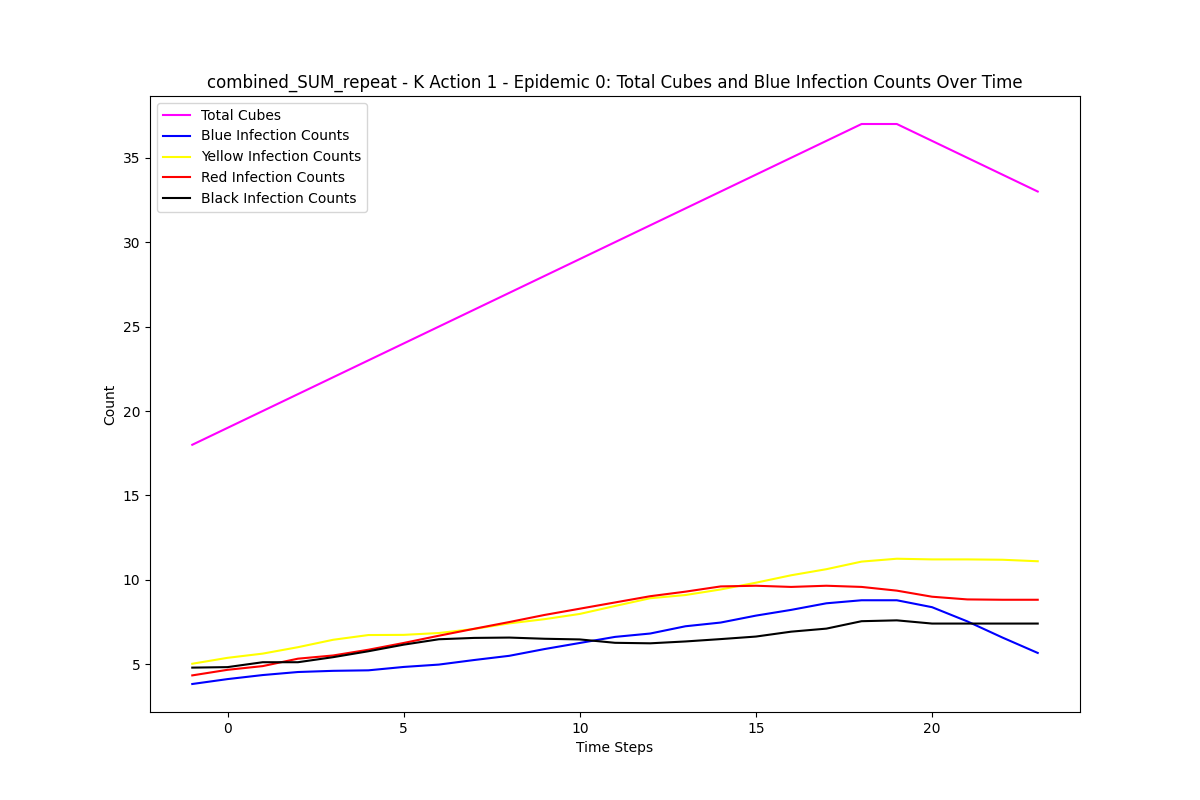 combined_SUM_repeat - K Action 1 - Epidemic 0: Total Cubes and Blue Infection Counts Over Time
Total Cubes
Blue Infection Counts
Yellow Infection Counts
Red Infection Counts
Black Infection Counts
35
30
25
20
15
10
5
Count
0 5 10 15 20
Time Steps